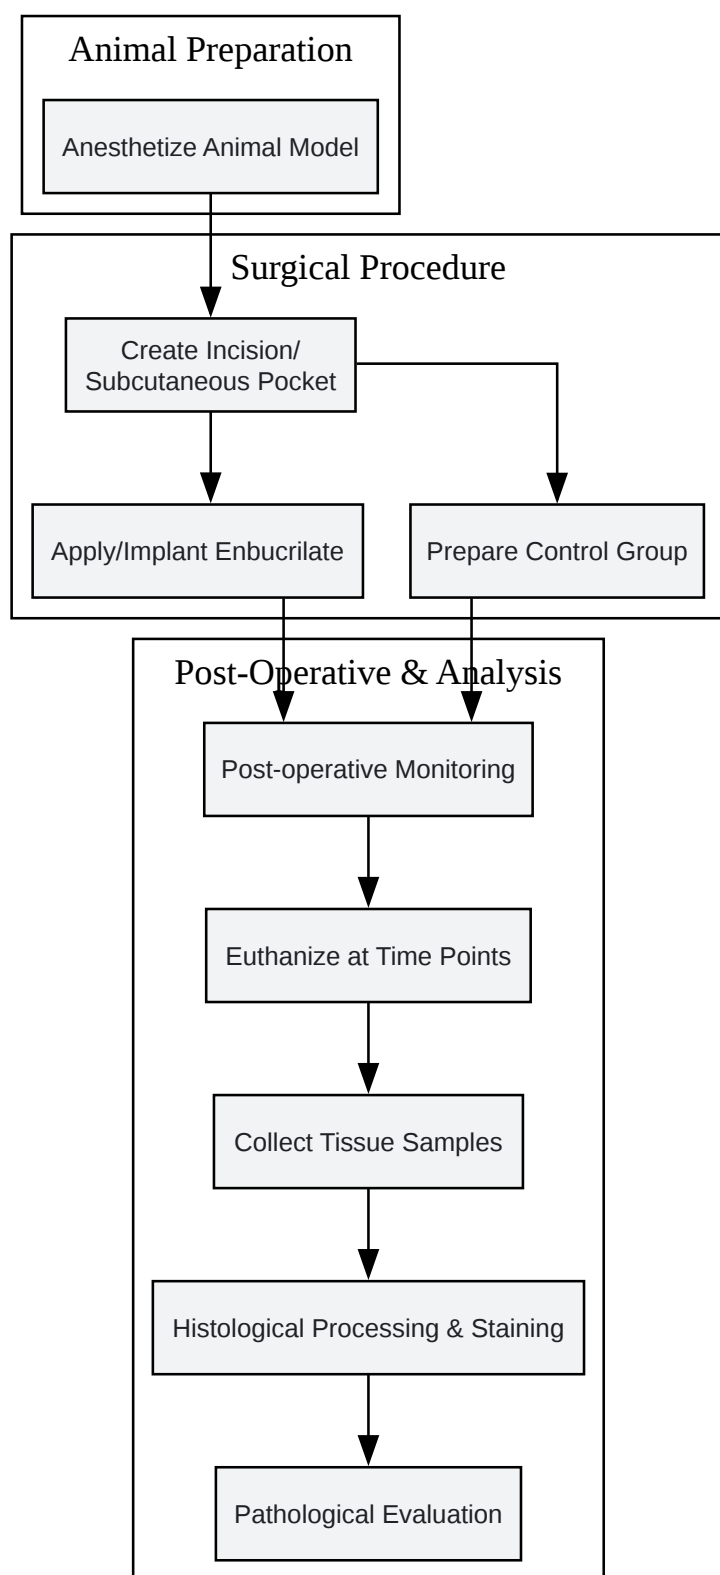 Animal Preparation
Anesthetize Animal Model
Surgical Procedure
Create Incision/
Subcutaneous Pocket
Apply/Implant Enbucrilate
Prepare Control Group
Post-Operative & Analysis
Post-operative Monitoring
Euthanize at Time Points
Collect Tissue Samples
Histological Processing & Staining
Pathological Evaluation